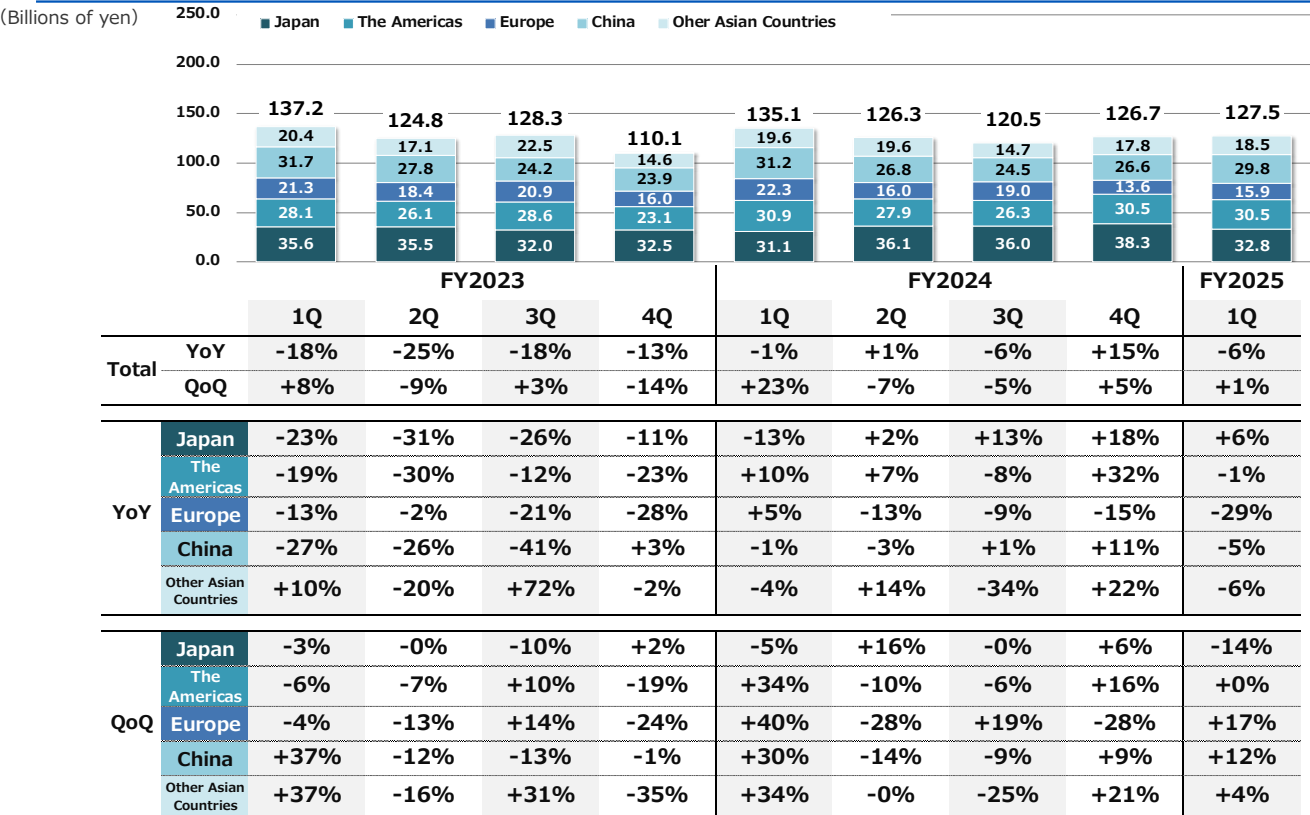 (Billions of yen)
250.0
Japan The Americas Europe China Oher Asian Countries
200.0
150.0
100.0
50.0
0.0
137.2 124.8 128.3 110.1 135.1 126.3 120.5 126.7 127.5
20.4 17.1 22.5 14.6 19.6 19.6 14.7 17.8 18.5
31.7 27.8 24.2 23.9 31.2 26.8 24.5 26.6 29.8
21.3 18.4 20.9 16.0 22.3 16.0 19.0 13.6 15.9
28.1 26.1 28.6 23.1 30.9 27.9 26.3 30.5 30.5
35.6 35.5 32.0 32.5 31.1 36.1 36.0 38.3 32.8
FY2023 FY2024 FY2025
1Q 2Q 3Q 4Q 1Q 2Q 3Q 4Q 1Q
Total
YoY -18% -25% -18% -13% -1% +1% -6% +15% -6%
QoQ +8% -9% +3% -14% +23% -7% -5% +5% +1%
YoY
Japan -23% -31% -26% -11% -13% +2% +13% +18% +6%
The
Americas -19% -30% -12% -23% +10% +7% -8% +32% -1%
Europe -13% -2% -21% -28% +5% -13% -9% -15% -29%
China -27% -26% -41% +3% -1% -3% +1% +11% -5%
Other Asian
Countries +10% -20% +72% -2% -4% +14% -34% +22% -6%
QoQ
Japan -3% -0% -10% +2% -5% +16% -0% +6% -14%
The
Americas -6% -7% +10% -19% +34% -10% -6% +16% +0%
Europe -4% -13% +14% -24% +40% -28% +19% -28% +17%
China +37% -12% -13% -1% +30% -14% -9% +9% +12%
Other Asian
Countries +37% -16% +31% -35% +34% -0% -25% +21% +4%